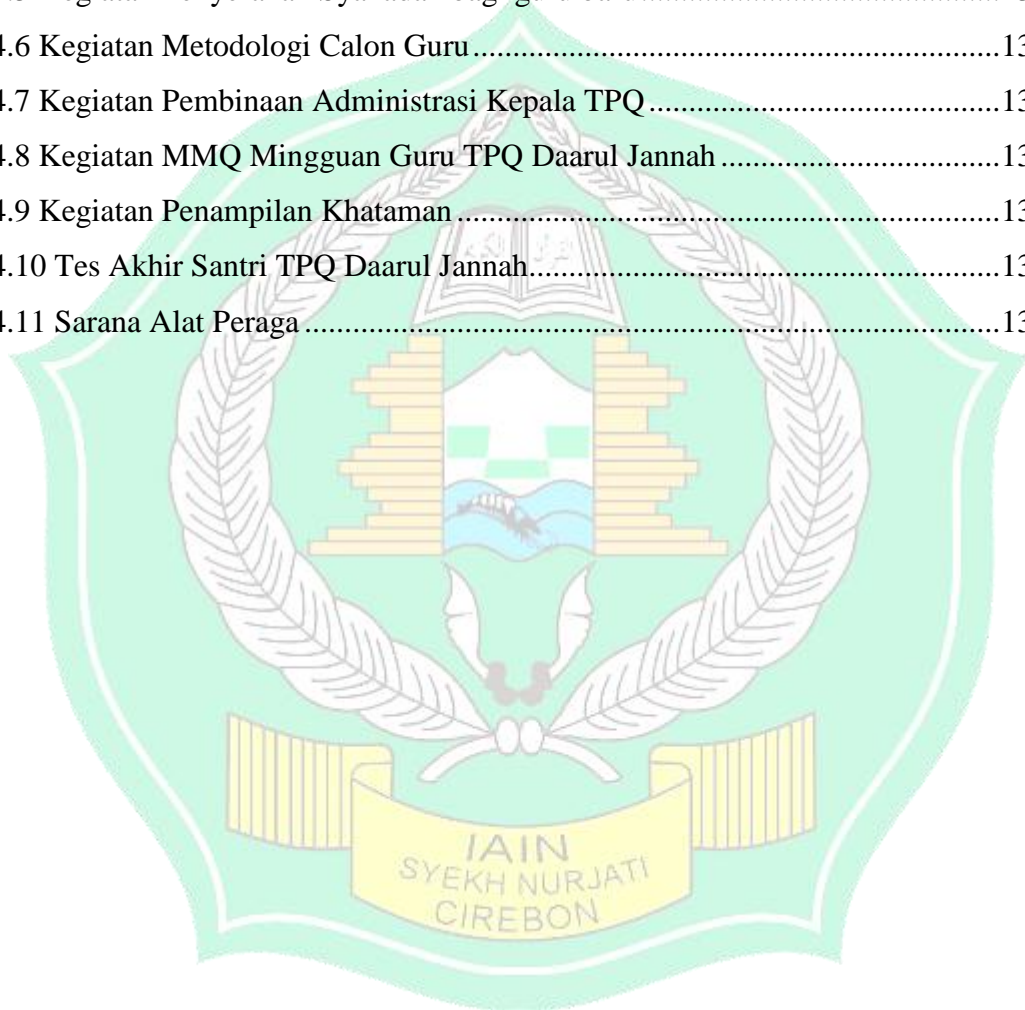 4.6 Kegiatan Metodologi Calon Guru.....13
4.7 Kegiatan Pembinaan Administrasi Kepala TPQ.....13
4.8 Kegiatan MMQ Mingguan Guru TPQ Daarul Jannah.....13
4.9 Kegiatan Penampilan Khataman.....13
4.10 Tes Akhir Santri TPQ Daarul Jannah.....13
4.11 Sarana Alat Peraga.....13
IAIN
SYEKH NURJATI
CIREBON